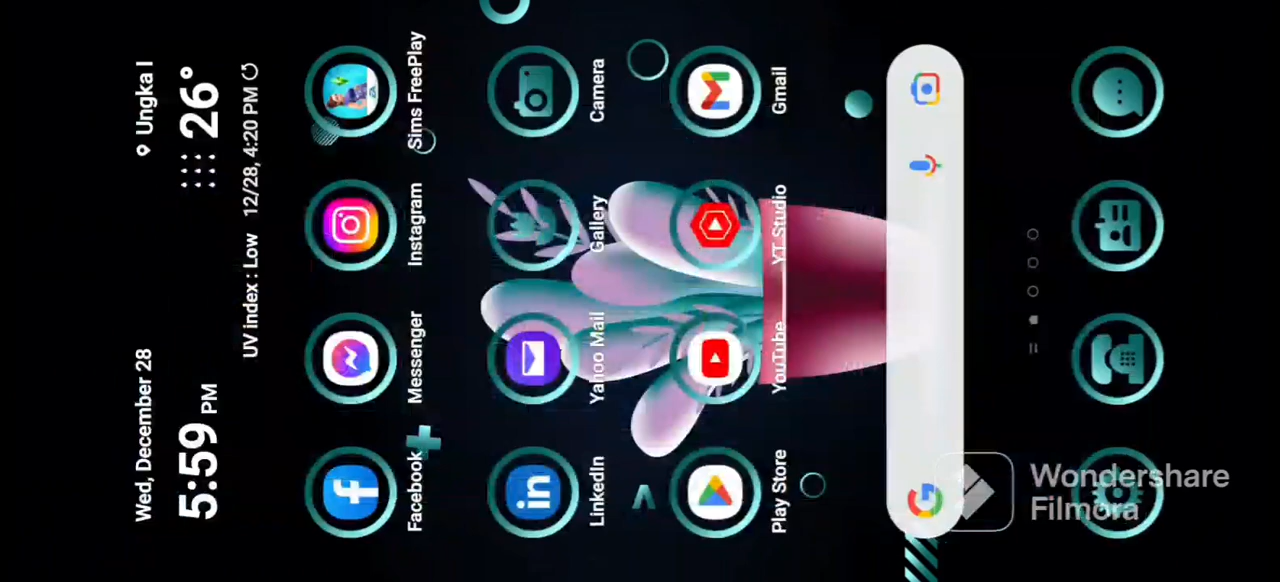 Wed, December 28
Ungka I
5:59 PM
26°
UV index : Low 12/28, 4:20 PM
Facebook
Messenger
Instagram
Sims FreePlay
LinkedIn
Yahoo Mail
Gallery
Camera
Play Store
YouTube
YT Studio
Gmail
Wondershare
Filmora